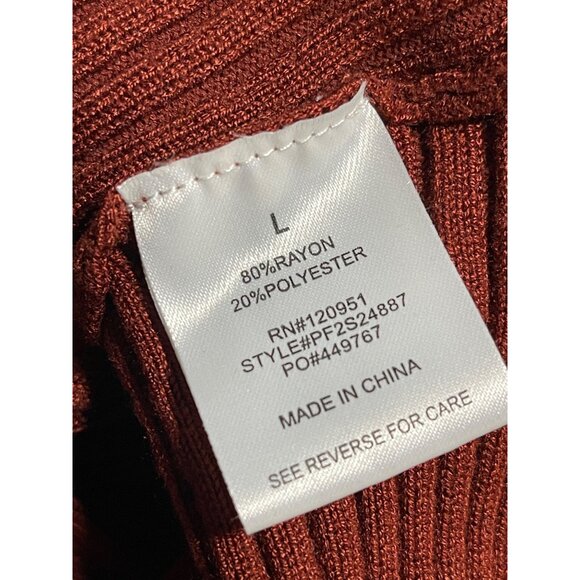 L
80%RAYON
20%POLYESTER
RN#120951
STYLE#PF2S24887
PO#449767
MADE IN CHINA
SEE REVERSE FOR CARE